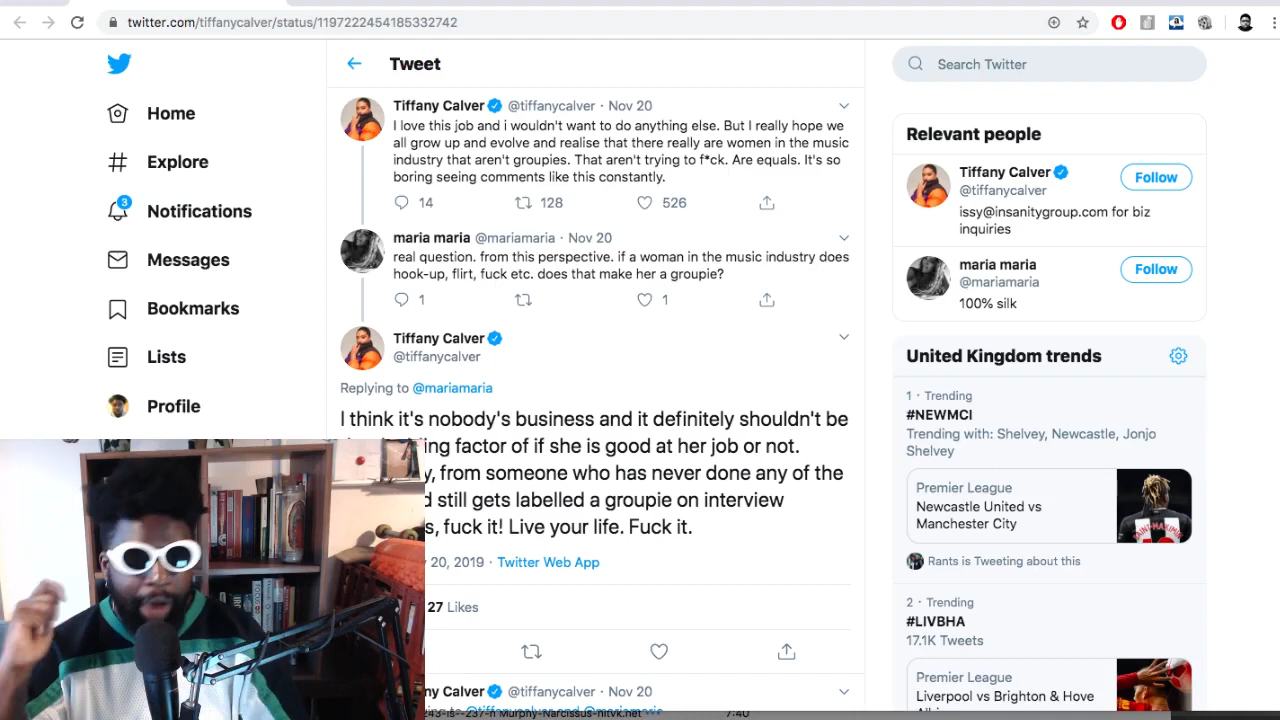 twitter.com/tiffanycalver/status/1197222454185332742
Home
Explore
3
Notifications
Messages
Bookmarks
Lists
Profile
Tweet
Tiffany Calver @tiffanycalver · Nov 20
I love this job and i wouldn't want to do anything else. But I really hope we
all grow up and evolve and realise that there really are women in the music
industry that aren't groupies. That aren't trying to f*ck. Are equals. It's so
boring seeing comments like this constantly.
14 128 526
maria maria @mariamaria · Nov 20
real question. from this perspective. if a woman in the music industry does
hook-up, flirt, fuck etc. does that make her a groupie?
1 1
Tiffany Calver
@tiffanycalver
Replying to @mariamaria
I think it's nobody's business and it definitely shouldn't be
factor of if she is good at her job or not.
from someone who has never done any of the
still gets labelled a groupie on interview
fuck it! Live your life. Fuck it.
20, 2019 · Twitter Web App
27 Likes
Calver @tiffanycalver · Nov 20
@tiffanycalver and @mariamaria
7:40
Search Twitter
Relevant people
Tiffany Calver
@tiffanycalver
Follow
issy@insanitygroup.com for biz
inquiries
maria maria
@mariamaria
Follow
100% silk
United Kingdom trends
1 · Trending
#NEWMCI
Trending with: Shelvey, Newcastle, Jonjo
Shelvey
Premier League
Newcastle United vs
Manchester City
Rants is Tweeting about this
2 · Trending
#LIVBHA
17.1K Tweets
Premier League
Liverpool vs Brighton & Hove